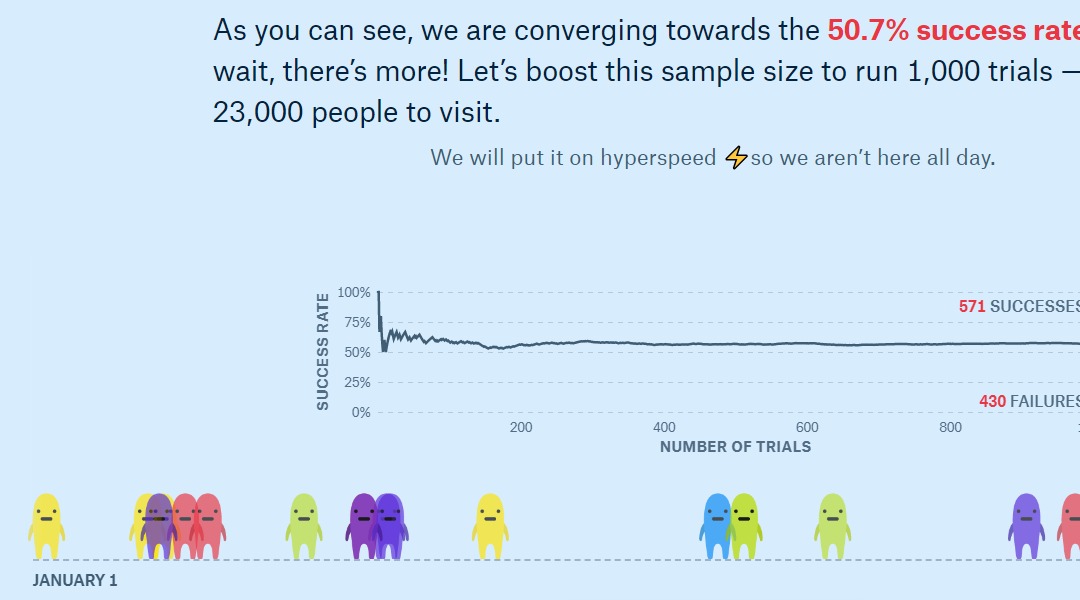 As you can see, we are converging towards the 50.7% success rate
wait, there's more! Let's boost this sample size to run 1,000 trials —
23,000 people to visit.
We will put it on hyperspeed ⚡so we aren't here all day.
SUCCESS RATE
100%
75%
50%
25%
0%
571 SUCCESSES
430 FAILURES
200
400
600
800
1
NUMBER OF TRIALS
JANUARY 1